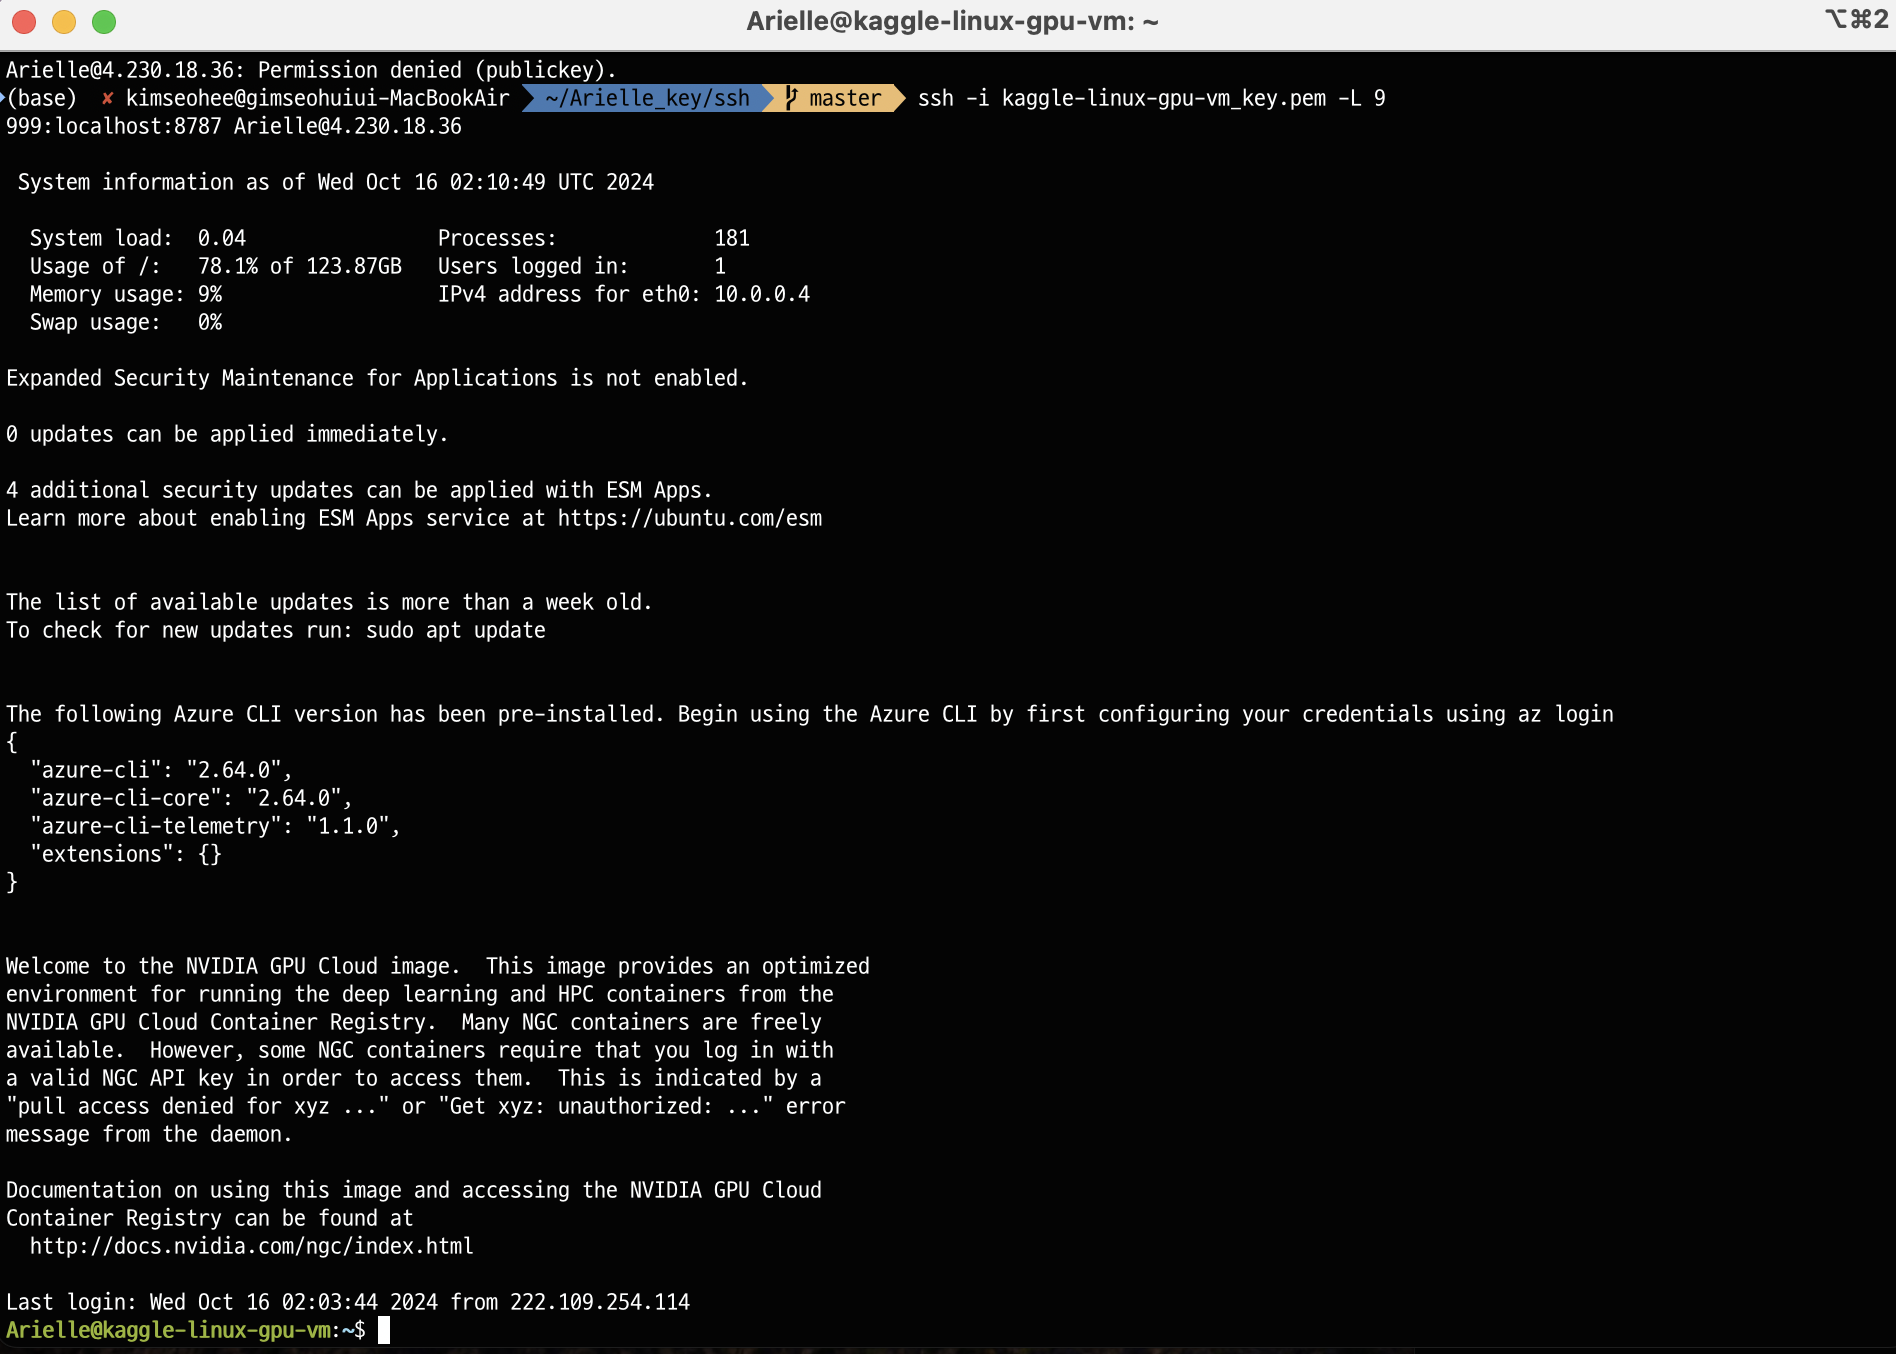 Arielle@kaggle-linux-gpu-vm: ~
⌥⌘2
Arielle@4.230.18.36: Permission denied (publickey).
(base) ✘ kimseohee@gimseohuiui-MacBookAir ~/Arielle_key/ssh master ssh -i kaggle-linux-gpu-vm_key.pem -L 9
999:localhost:8787 Arielle@4.230.18.36
System information as of Wed Oct 16 02:10:49 UTC 2024
System load: 0.04 Processes: 181
Usage of /: 78.1% of 123.87GB Users logged in: 1
Memory usage: 9% IPv4 address for eth0: 10.0.0.4
Swap usage: 0%
Expanded Security Maintenance for Applications is not enabled.
0 updates can be applied immediately.
4 additional security updates can be applied with ESM Apps.
Learn more about enabling ESM Apps service at https://ubuntu.com/esm
The list of available updates is more than a week old.
To check for new updates run: sudo apt update
The following Azure CLI version has been pre-installed. Begin using the Azure CLI by first configuring your credentials using az login
{
"azure-cli": "2.64.0",
"azure-cli-core": "2.64.0",
"azure-cli-telemetry": "1.1.0",
"extensions": {}
}
Welcome to the NVIDIA GPU Cloud image. This image provides an optimized
environment for running the deep learning and HPC containers from the
NVIDIA GPU Cloud Container Registry. Many NGC containers are freely
available. However, some NGC containers require that you log in with
a valid NGC API key in order to access them. This is indicated by a
"pull access denied for xyz ..." or "Get xyz: unauthorized: ..." error
message from the daemon.
Documentation on using this image and accessing the NVIDIA GPU Cloud
Container Registry can be found at
http://docs.nvidia.com/ngc/index.html
Last login: Wed Oct 16 02:03:44 2024 from 222.109.254.114
Arielle@kaggle-linux-gpu-vm:~$